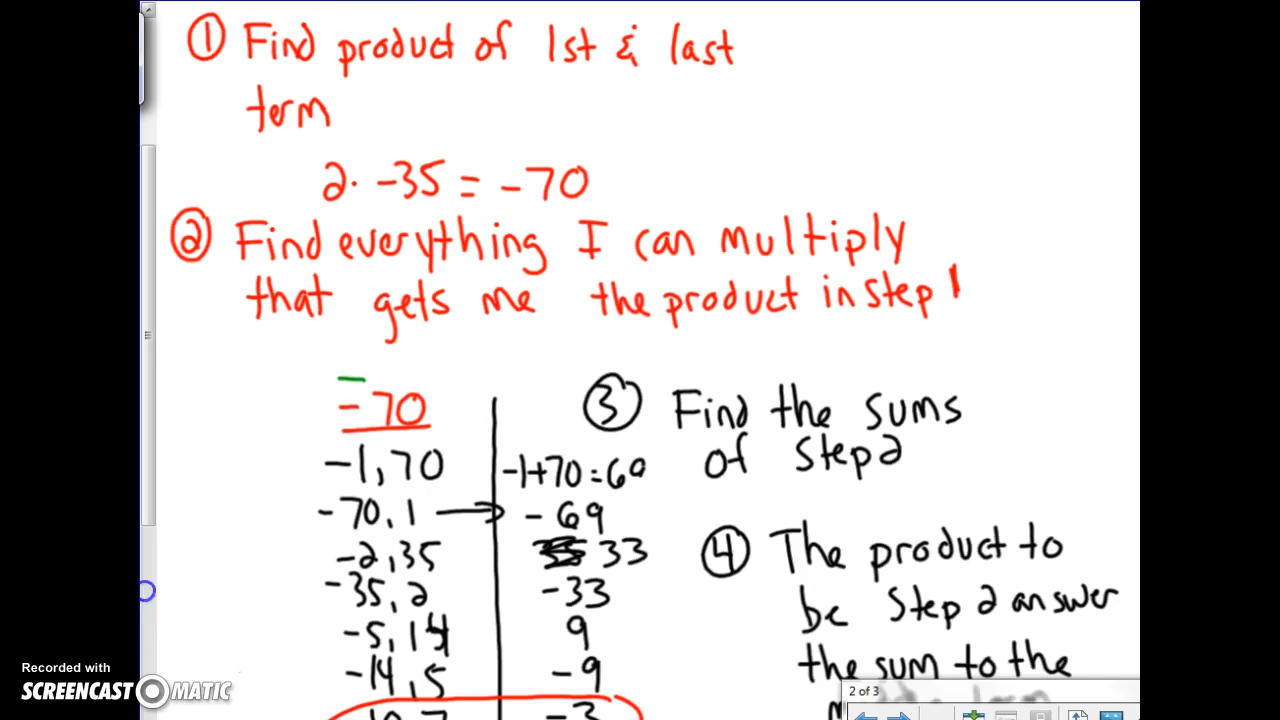 ① Find product of 1st & last
term
2 · -35 = -70
② Find everything I can multiply
that gets me the product in step 1
-70
③ Find the sums
of Step 2
-1, 70
-1+70=69
-70, 1
-69
-2, 35
33
-35, 2
-33
④ The product to
be Step 2 answer
the sum to the
-5, 14
9
-14, 5
-9
-3
2 of 3
Recorded with
SCREENCAST O MATIC